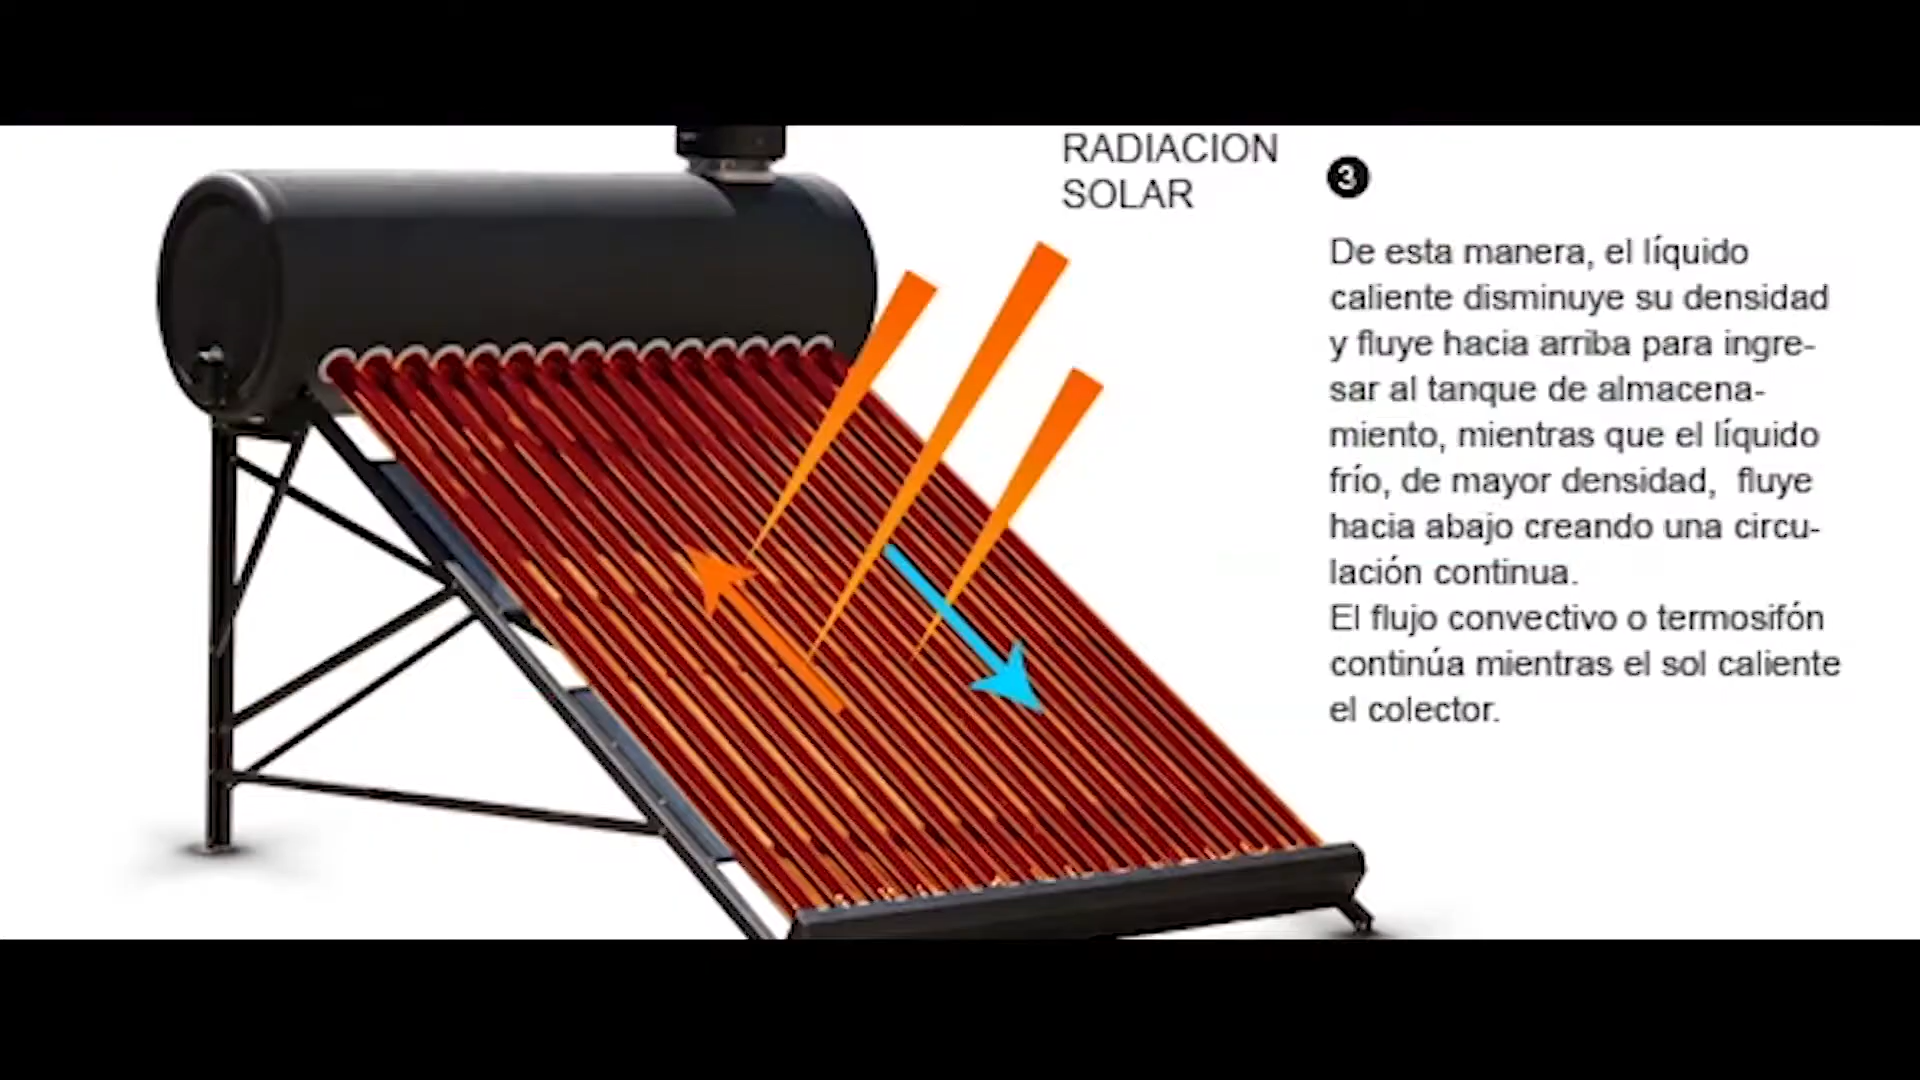 RADIACION
SOLAR
3
De esta manera, el líquido
caliente disminuye su densidad
y fluye hacia arriba para ingre-
sar al tanque de almacena-
miento, mientras que el líquido
frío, de mayor densidad, fluye
hacia abajo creando una circu-
lación continua.
El flujo convectivo o termosifón
continúa mientras el sol caliente
el colector.